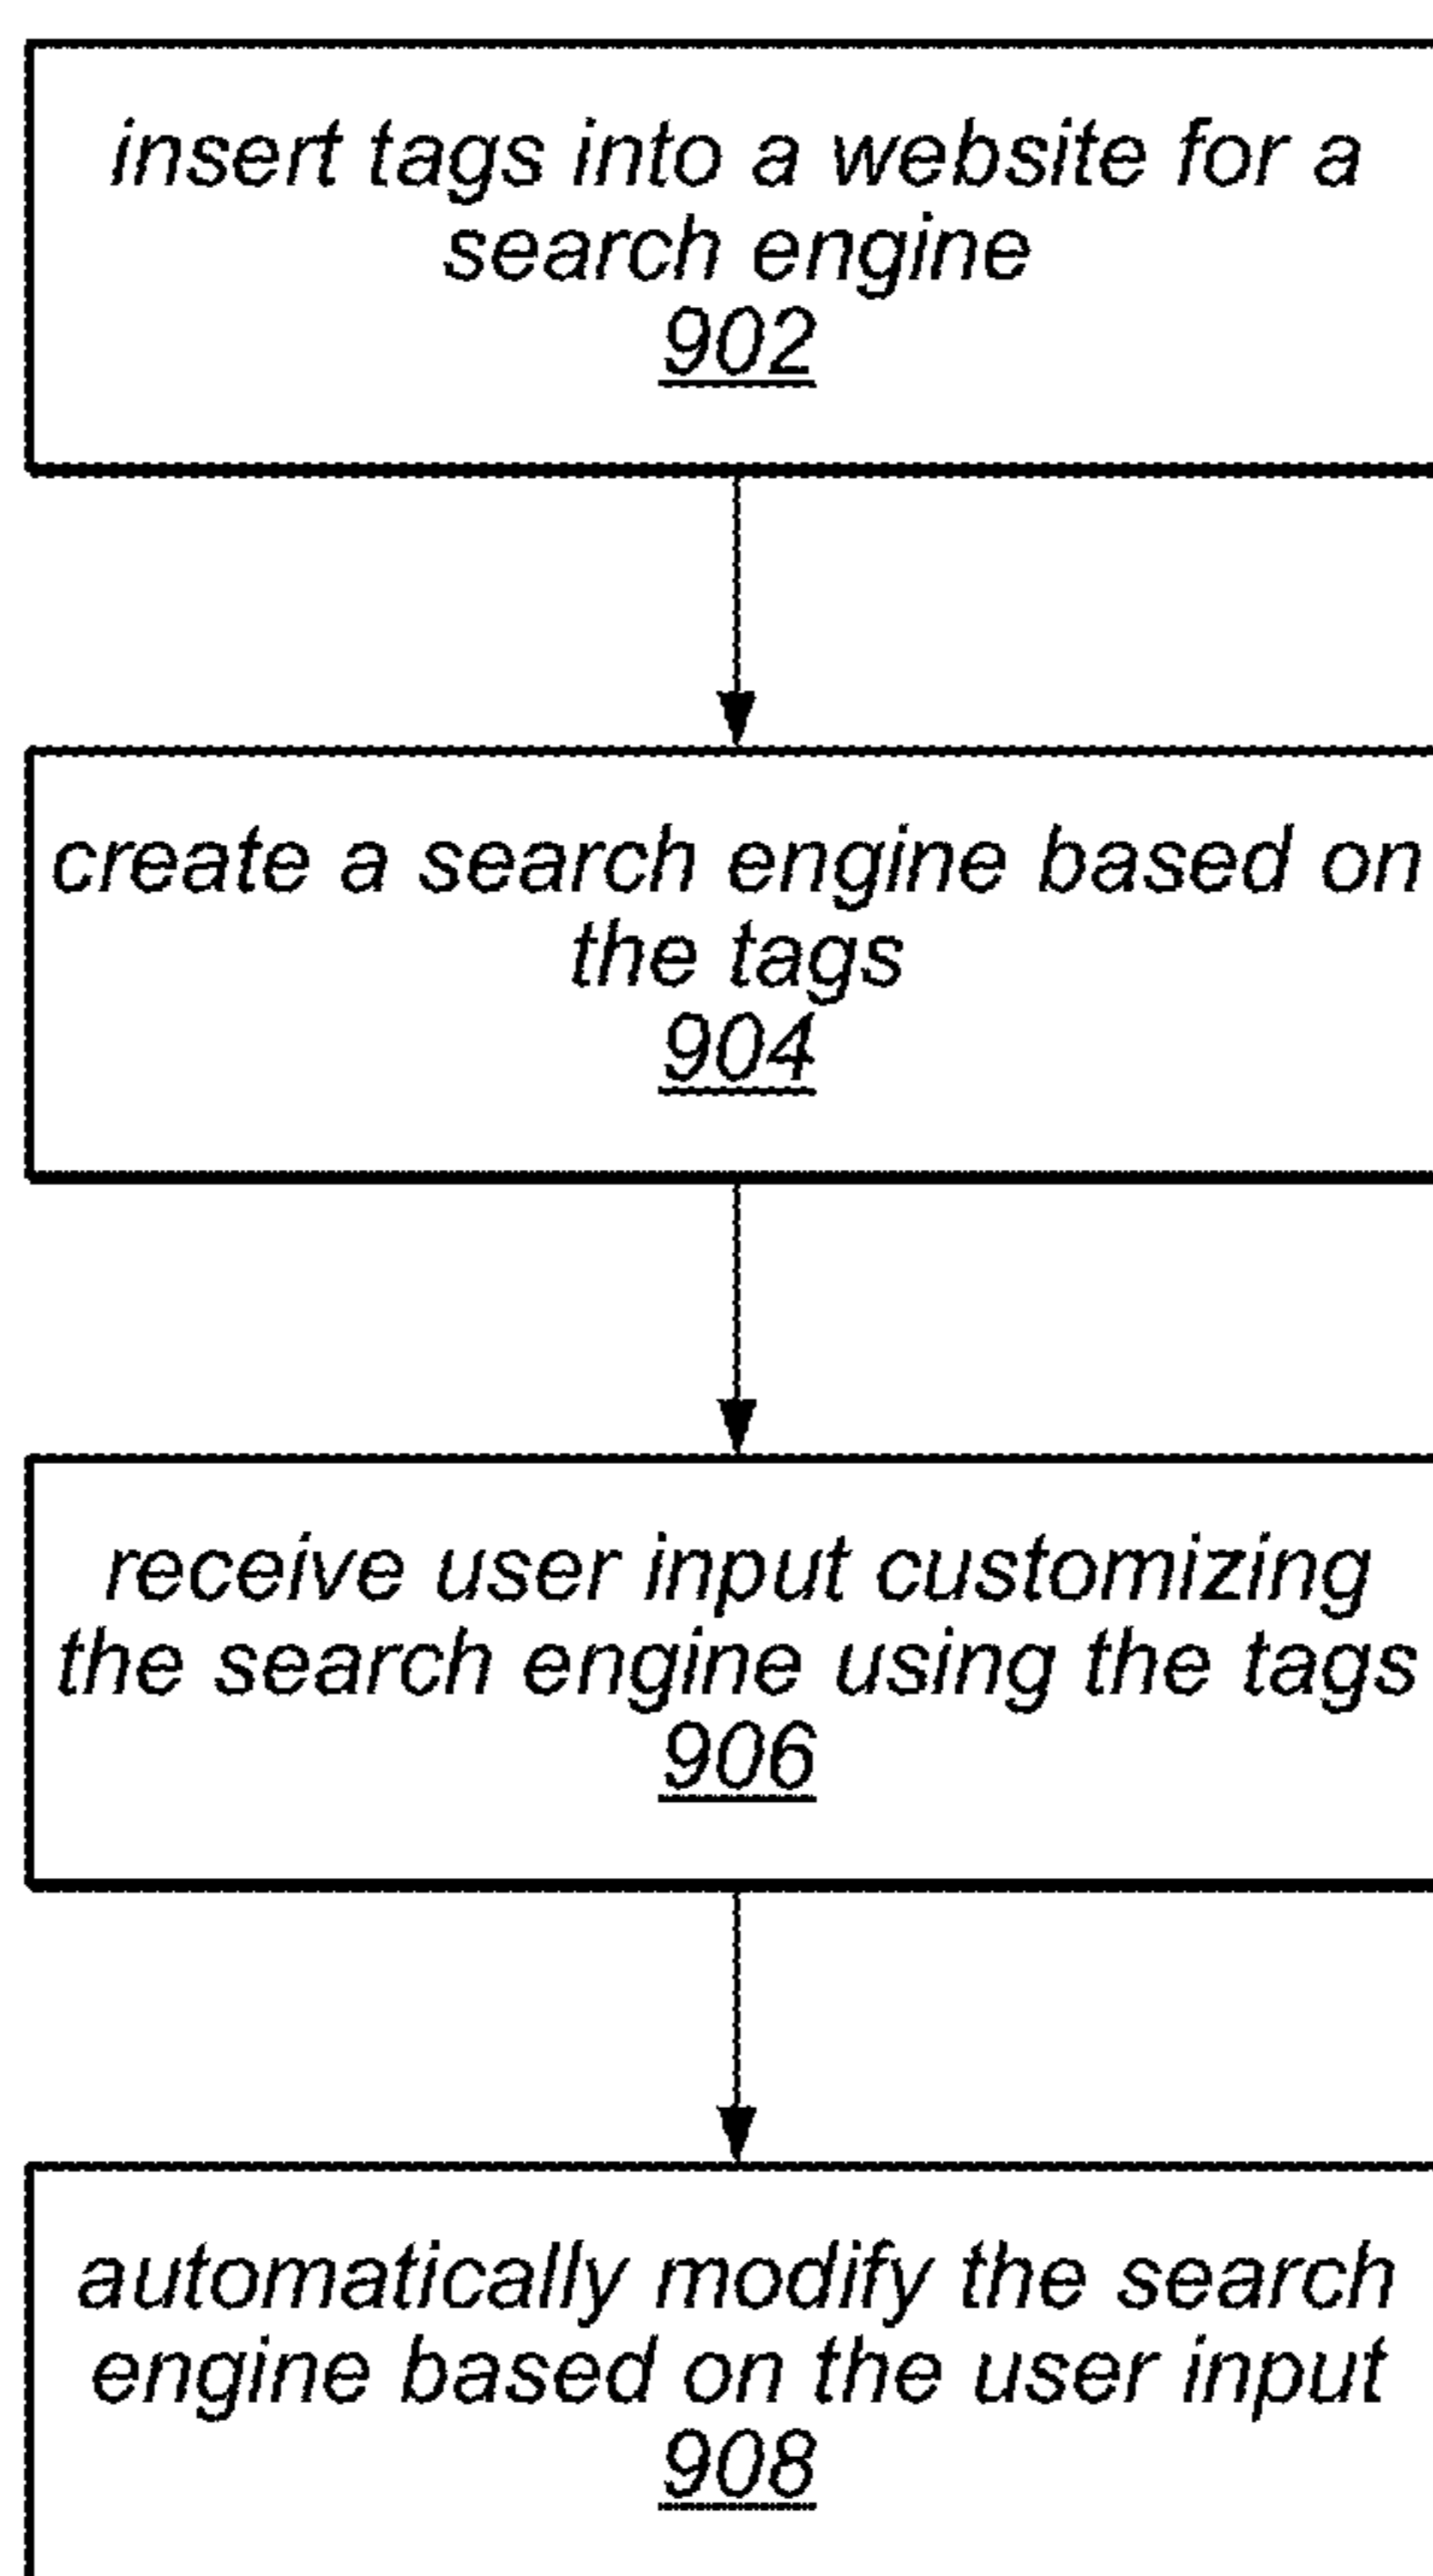 insert tags into a website for a
search engine
902
create a search engine based on
the tags
904
receive user input customizing
the search engine using the tags
906
automatically modify the search
engine based on the user input
908